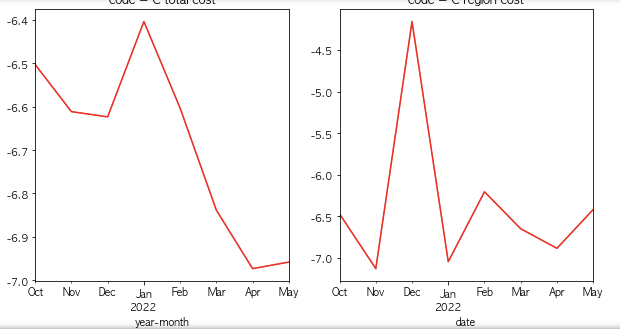 code = C total cost
code = C region cost
-6.4
-6.5
-6.6
-6.7
-6.8
-6.9
-7.0
Oct Nov Dec Jan Feb Mar Apr May
2022
year-month
-4.5
-5.0
-5.5
-6.0
-6.5
-7.0
Oct Nov Dec Jan Feb Mar Apr May
2022
date